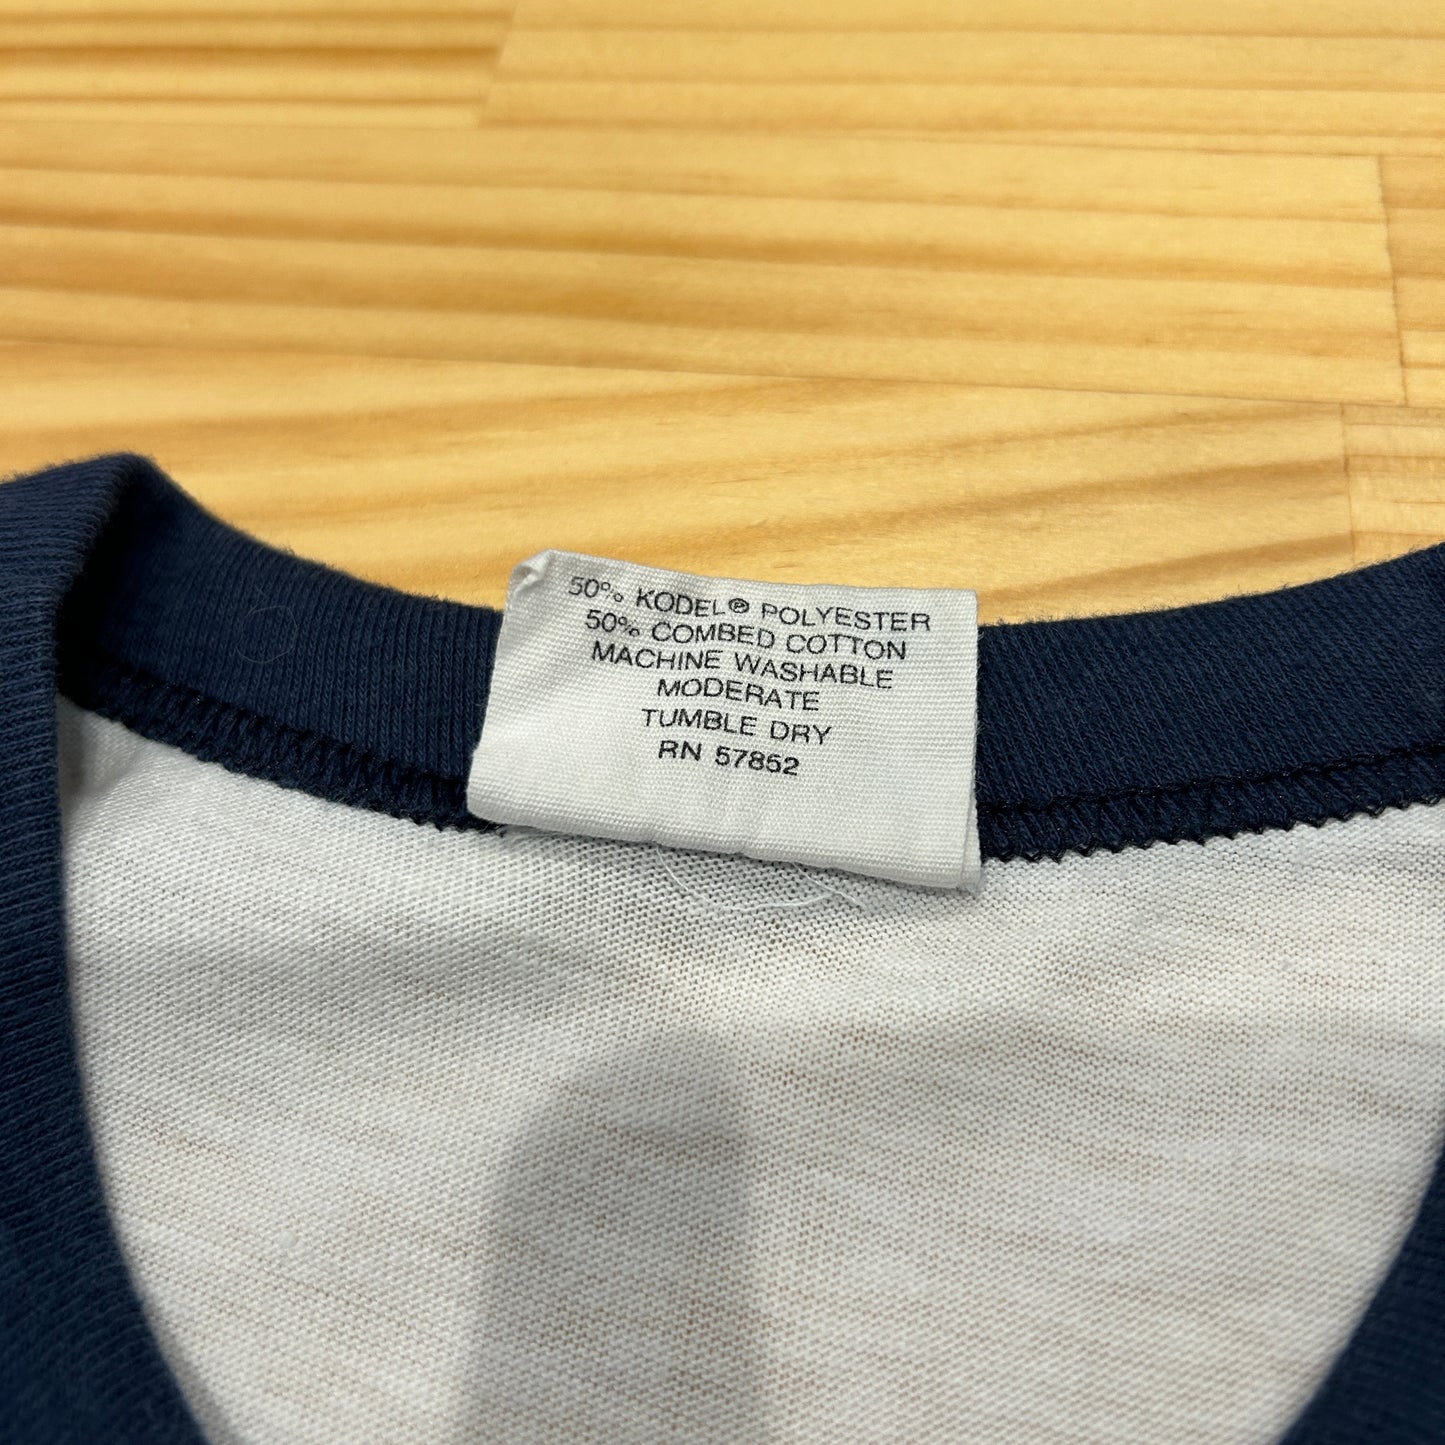 50% KODEL® POLYESTER
50% COMBED COTTON
MACHINE WASHABLE
MODERATE
TUMBLE DRY
RN 57852